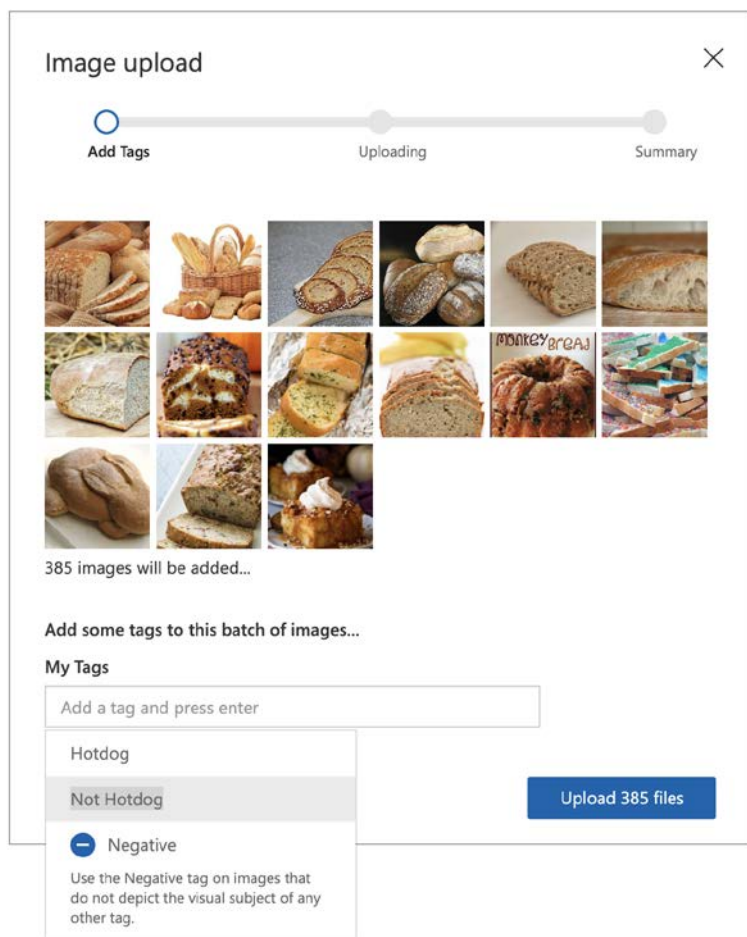 Image upload
Add Tags
Uploading
Summary
MONKEY BREAD
385 images will be added...
Add some tags to this batch of images...
My Tags
Add a tag and press enter
Hotdog
Not Hotdog
Upload 385 files
Negative
Use the Negative tag on images that
do not depict the visual subject of any
other tag.